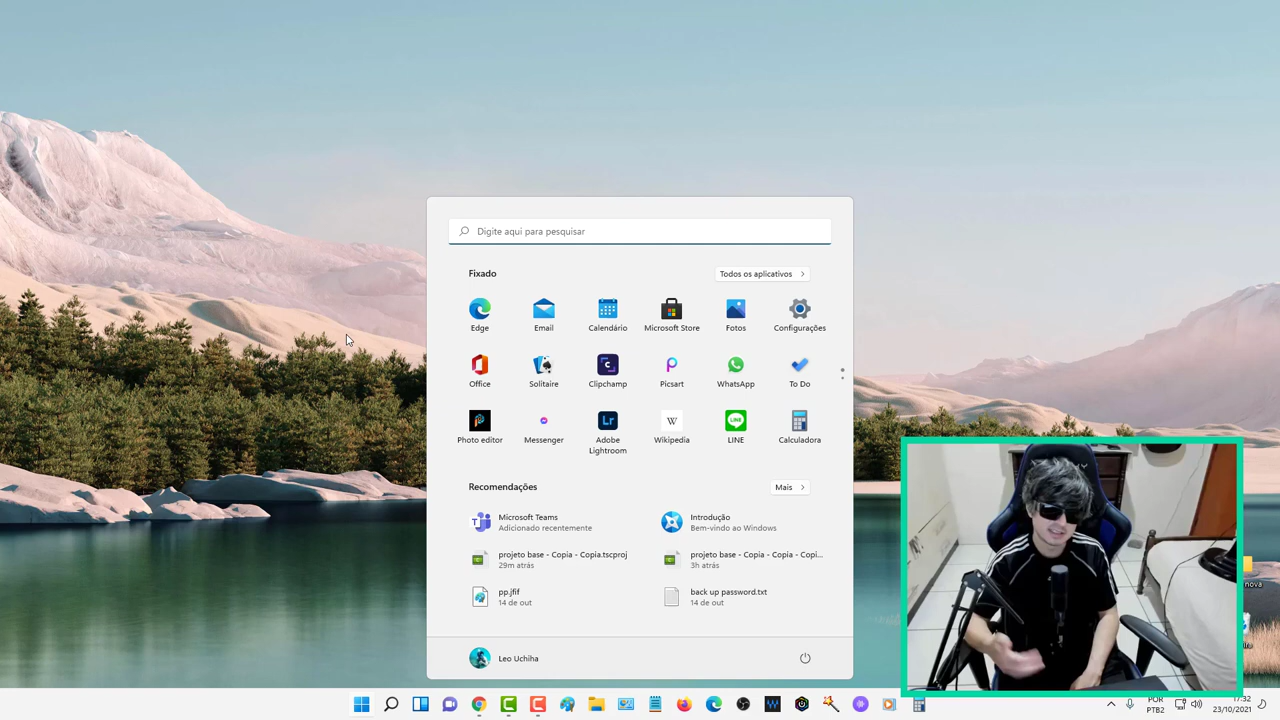 Digite aqui para pesquisar
Fixado
Todos os aplicativos
Edge
Email
Calendário
Microsoft Store
Fotos
Configurações
Office
Solitaire
Clipchamp
Picsart
WhatsApp
To Do
Photo editor
Messenger
Adobe
Lightroom
Wikipedia
LINE
Calculadora
Recomendações
Mais
Microsoft Teams
Adicionado recentemente
Introdução
Bem-vindo ao Windows
projeto base - Copia - Copia.tscproj
29m atrás
projeto base - Copia - Copia - Copi...
3h atrás
pp.jfif
14 de out
back up password.txt
14 de out
Leo Uchiha
nova
POR
PTB2
17:32
23/10/2021